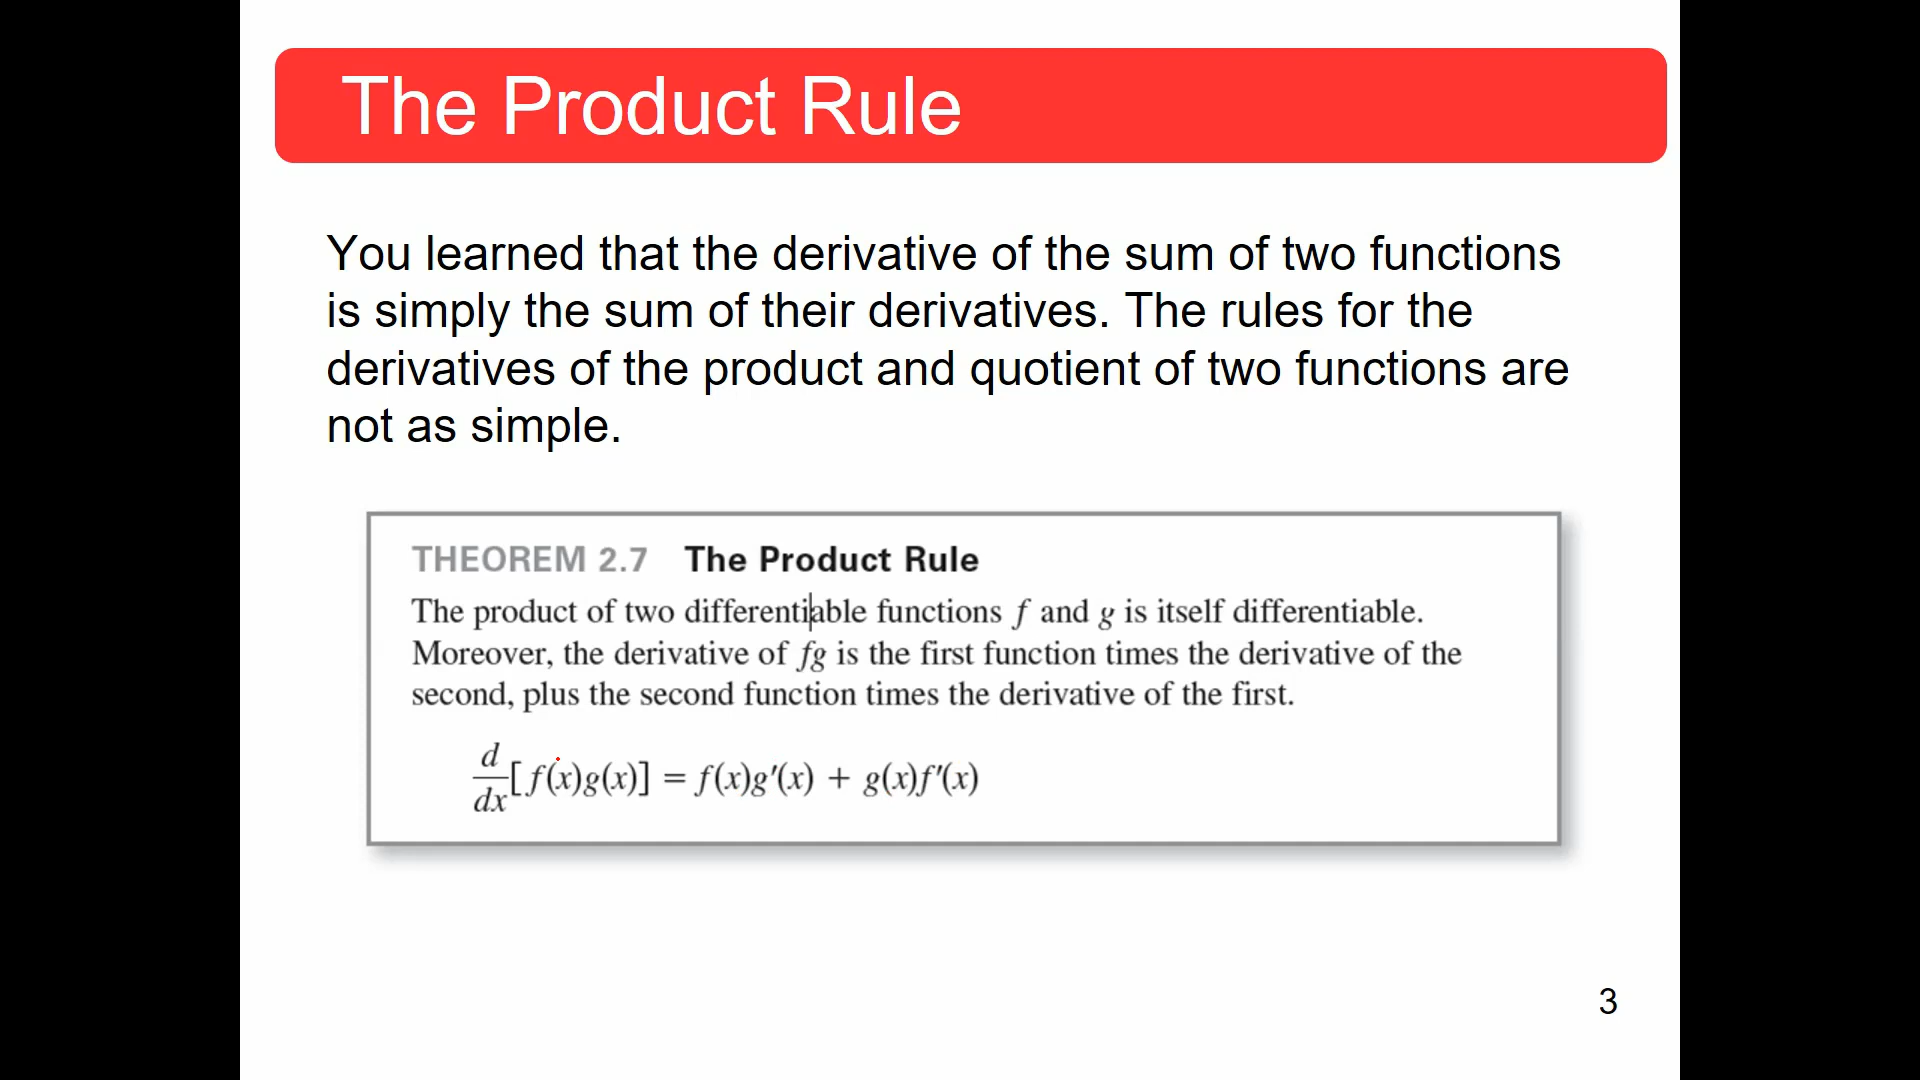 The Product Rule
You learned that the derivative of the sum of two functions
is simply the sum of their derivatives. The rules for the
derivatives of the product and quotient of two functions are
not as simple.
THEOREM 2.7 The Product Rule
The product of two differentiable functions f and g is itself differentiable.
Moreover, the derivative of fg is the first function times the derivative of the
second, plus the second function times the derivative of the first.
d/dx[f(x)g(x)] = f(x)g′(x) + g(x)f′(x)
3